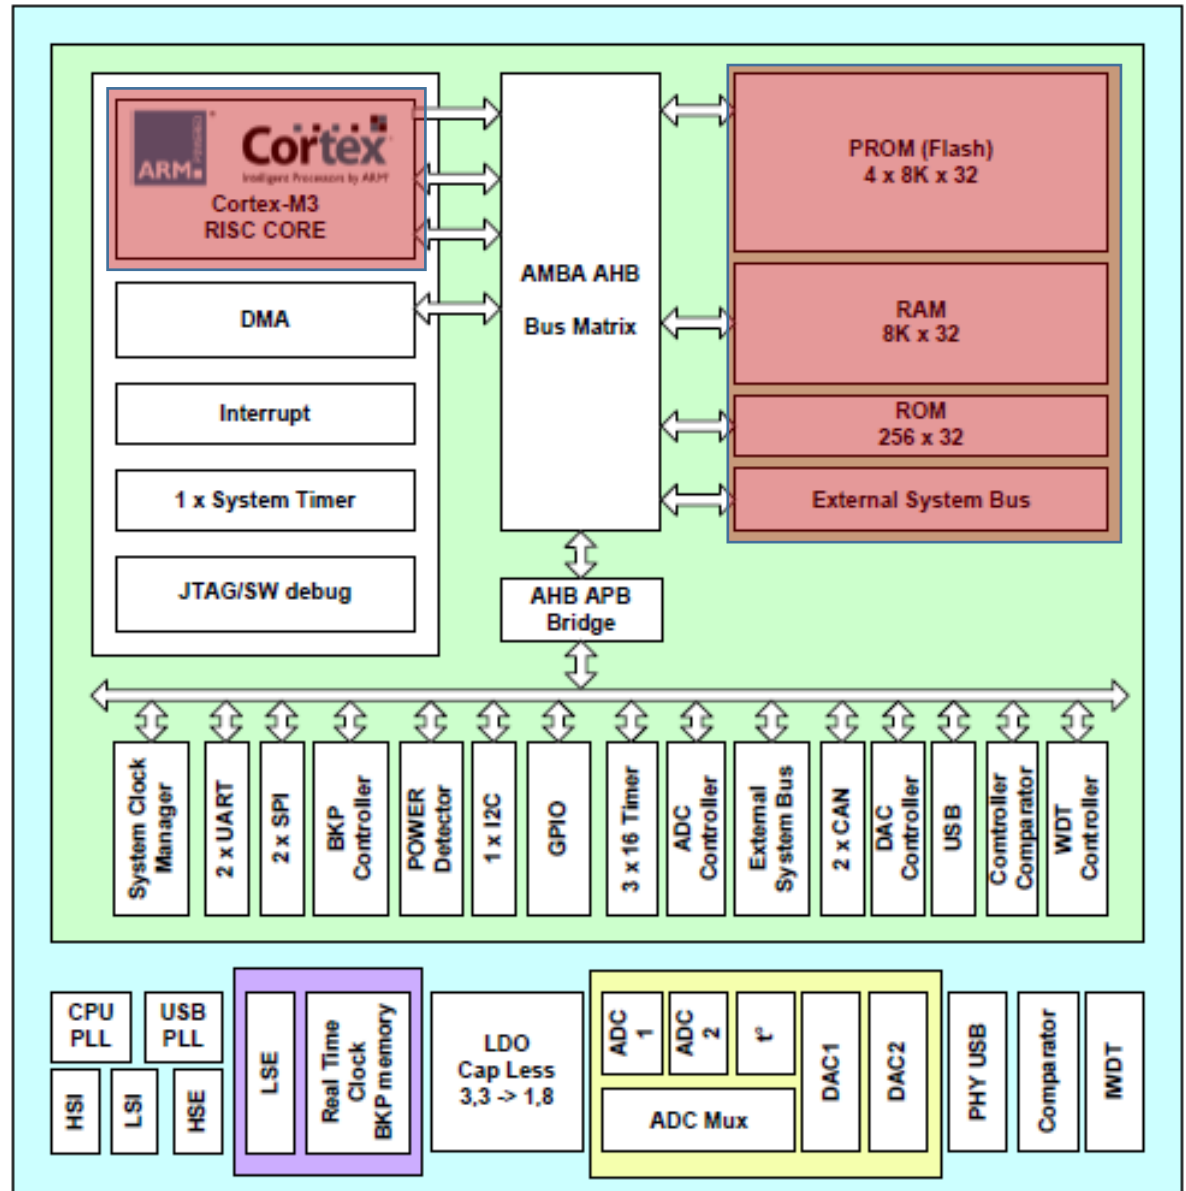 ARM POWERED
Cortex
Intelligent Processors by ARM®
Cortex-M3
RISC CORE
DMA
Interrupt
1 x System Timer
JTAG/SW debug
AMBA AHB
Bus Matrix
AHB APB
Bridge
PROM (Flash)
4 x 8K x 32
RAM
8K x 32
ROM
256 x 32
External System Bus
System Clock
Manager
2 x UART
2 x SPI
BKP
Controller
POWER
Detector
1 x I2C
GPIO
3 x 16 Timer
ADC
Controller
External
System Bus
2 x CAN
DAC
Controller
USB
Comtroller
Comparator
WDT
Controller
CPU
PLL
USB
PLL
HSI
LSI
HSE
LSE
Real Time
Clock
BKP memory
LDO
Cap Less
3,3 -> 1,8
ADC
1
ADC
2
t°
ADC Mux
DAC1
DAC2
PHY USB
Comparator
IWDT